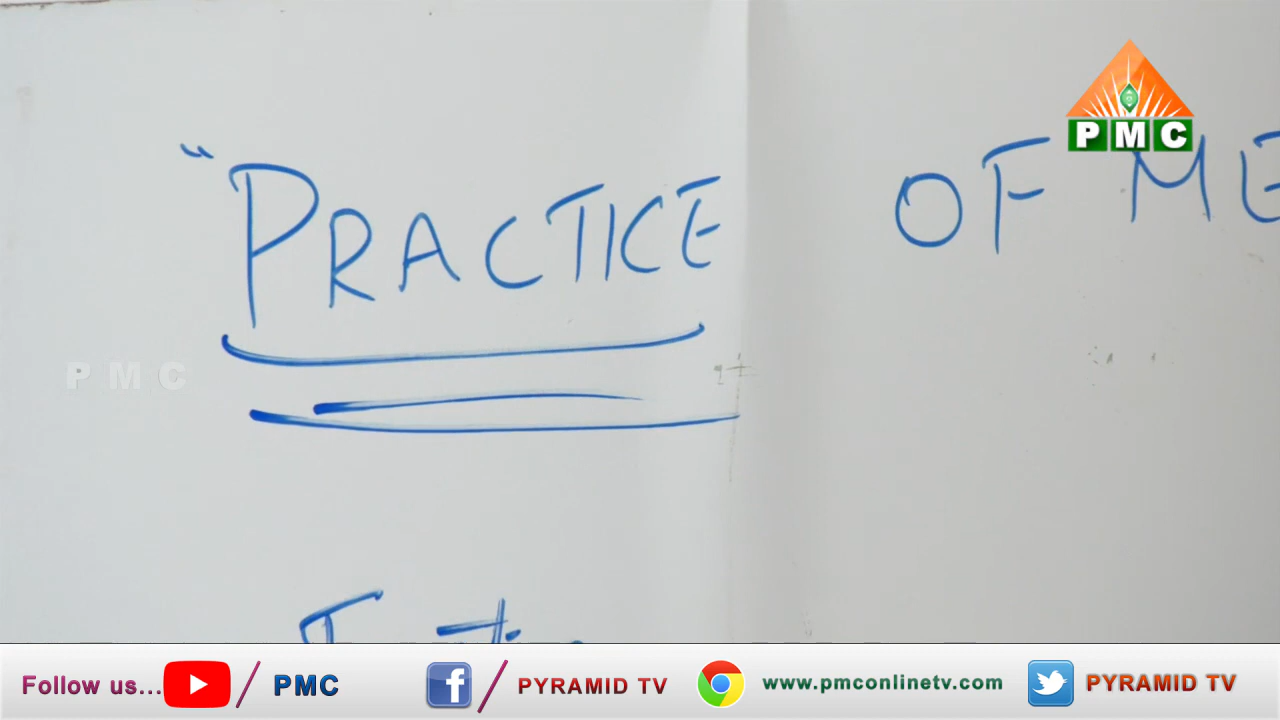 PMC
"PRACTICE OF ME
PMC
Follow us... PMC PYRAMID TV www.pmconlinetv.com PYRAMID TV